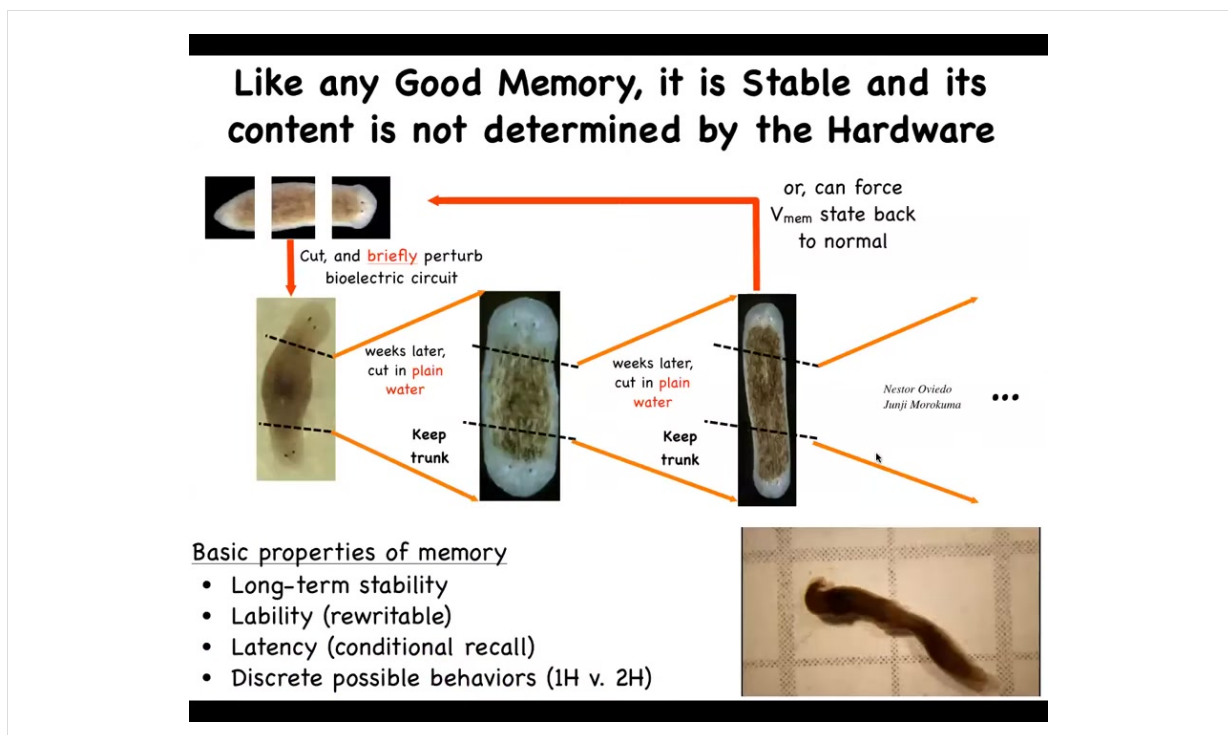 Like any Good Memory, it is Stable and its
content is not determined by the Hardware
or, can force
Vmem state back
to normal
Cut, and briefly perturb
bioelectric circuit
weeks later,
cut in plain
water
Keep
trunk
weeks later,
cut in plain
water
Keep
trunk
Nestor Oviedo
Junji Morokuma
...
Basic properties of memory
• Long-term stability
• Lability (rewritable)
• Latency (conditional recall)
• Discrete possible behaviors (1H v. 2H)